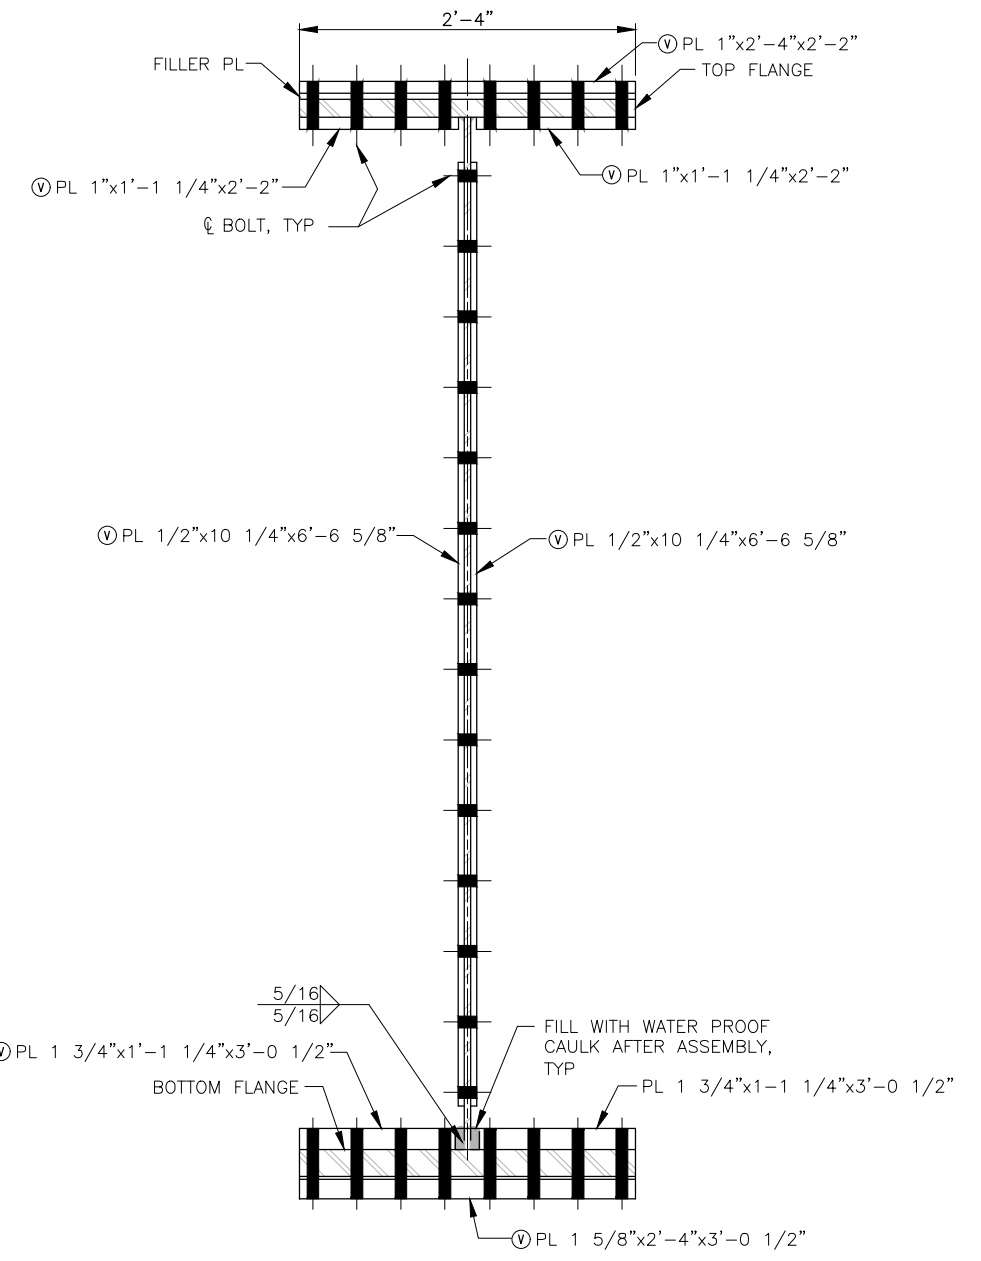 2'-4"
Ⓥ PL 1"x2'-4"x2'-2"
FILLER PL
TOP FLANGE
Ⓥ PL 1"x1'-1 1/4"x2'-2"
Ⓥ PL 1"x1'-1 1/4"x2'-2"
℄ BOLT, TYP
Ⓥ PL 1/2"x10 1/4"x6'-6 5/8"
Ⓥ PL 1/2"x10 1/4"x6'-6 5/8"
5/16
5/16
FILL WITH WATER PROOF
CAULK AFTER ASSEMBLY,
TYP
Ⓥ PL 1 3/4"x1'-1 1/4"x3'-0 1/2"
BOTTOM FLANGE
PL 1 3/4"x1-1 1/4"x3'-0 1/2"
Ⓥ PL 1 5/8"x2'-4"x3'-0 1/2"